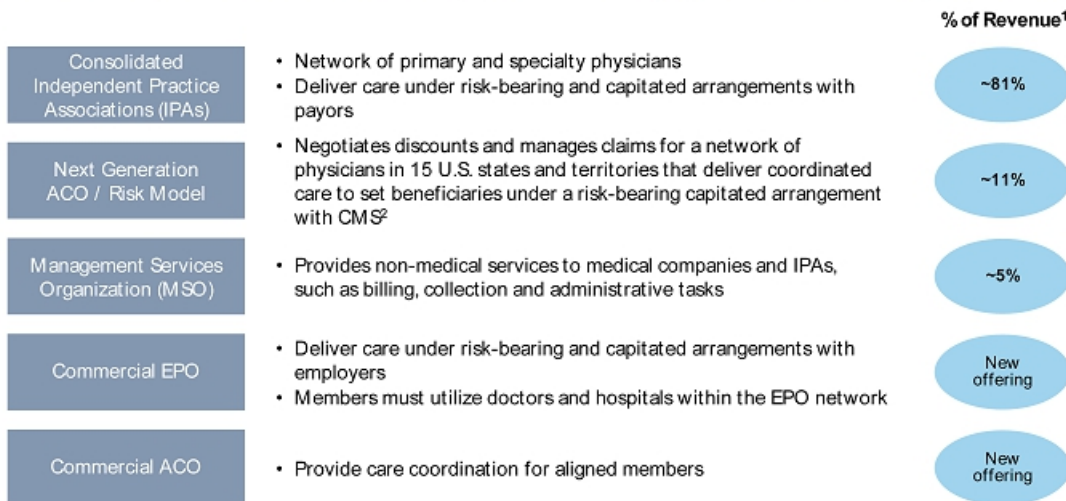 % of Revenue¹
Consolidated
Independent Practice
Associations (IPAs)
• Network of primary and specialty physicians
• Deliver care under risk-bearing and capitated arrangements with
payors
~81%
Next Generation
ACO / Risk Model
• Negotiates discounts and manages claims for a network of
physicians in 15 U.S. states and territories that deliver coordinated
care to set beneficiaries under a risk-bearing capitated arrangement
with CMS²
~11%
Management Services
Organization (MSO)
• Provides non-medical services to medical companies and IPAs,
such as billing, collection and administrative tasks
~5%
Commercial EPO
• Deliver care under risk-bearing and capitated arrangements with
employers
• Members must utilize doctors and hospitals within the EPO network
New
offering
Commercial ACO
• Provide care coordination for aligned members
New
offering